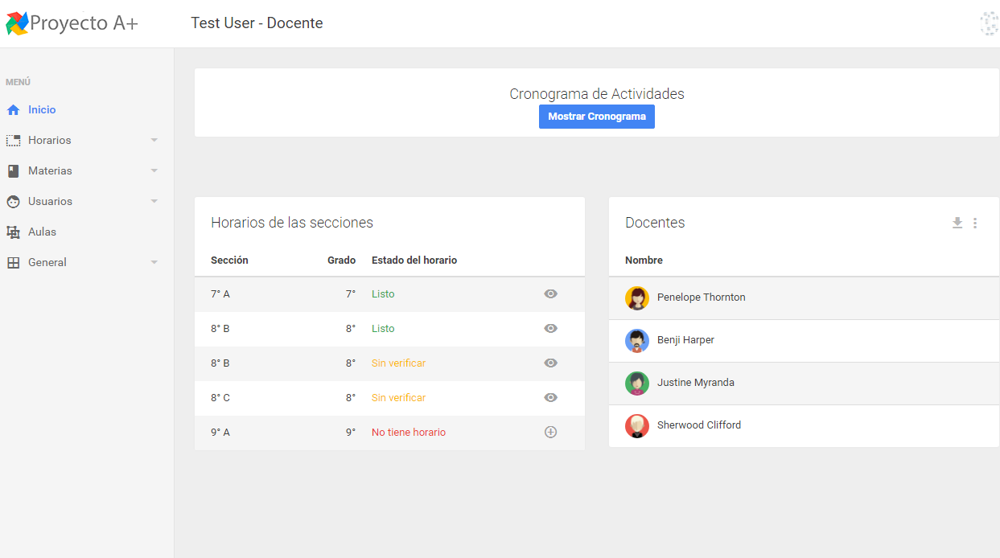 Proyecto A+
Test User - Docente
MENÚ
Inicio
Horarios
Materias
Usuarios
Aulas
General
Cronograma de Actividades
Mostrar Cronograma
Horarios de las secciones
Sección Grado Estado del horario
7° A 7° Listo
8° B 8° Listo
8° B 8° Sin verificar
8° C 8° Sin verificar
9° A 9° No tiene horario
Docentes
Nombre
Penelope Thornton
Benji Harper
Justine Myranda
Sherwood Clifford